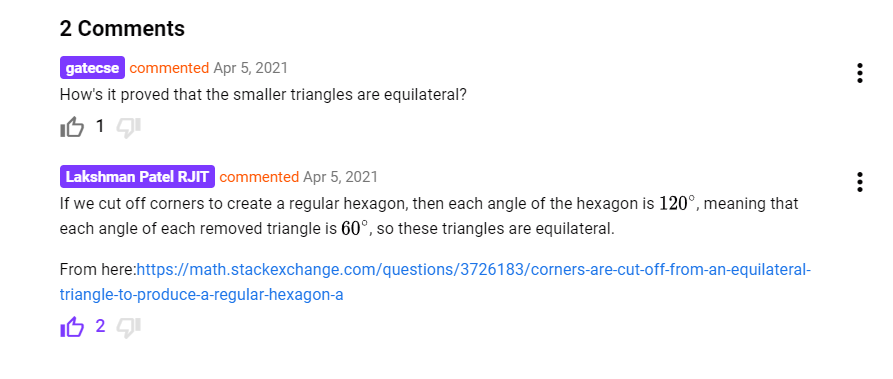 2 Comments
gatecse commented Apr 5, 2021
How's it proved that the smaller triangles are equilateral?
1
Lakshman Patel RJIT commented Apr 5, 2021
If we cut off corners to create a regular hexagon, then each angle of the hexagon is 120°, meaning that
each angle of each removed triangle is 60°, so these triangles are equilateral.
From here:https://math.stackexchange.com/questions/3726183/corners-are-cut-off-from-an-equilateral-
triangle-to-produce-a-regular-hexagon-a
2